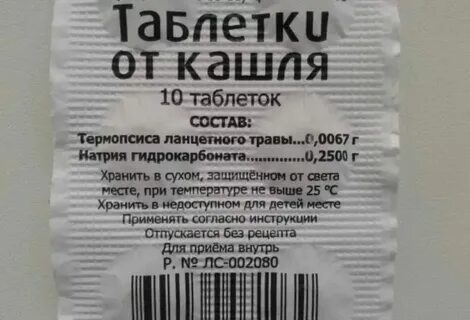 Таблетки
от кашля
10 таблеток
СОСТАВ:
Термопсиса ланцетного травы...0,0067 г
Натрия гидрокарбоната..............0,2500 г
Хранить в сухом, защищённом от света
месте, при температуре не выше 25 °С
Хранить в недоступном для детей месте
Применять согласно инструкции
Отпускается без рецепта
Для приёма внутрь
Р. № ЛС-002080